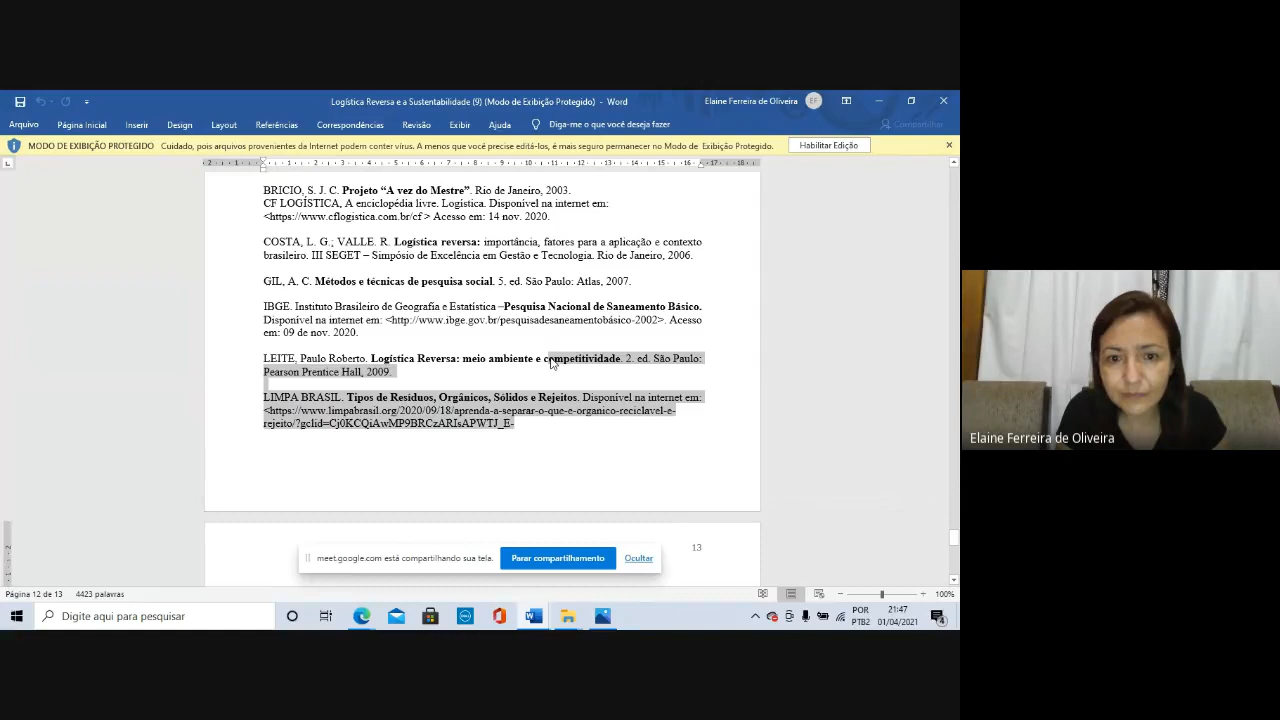 Logística Reversa e a Sustentabilidade (9) (Modo de Exibição Protegido) - Word
Elaine Ferreira de Oliveira
EF
Arquivo Página Inicial Inserir Design Layout Referências Correspondências Revisão Exibir Ajuda Diga-me o que você deseja fazer
Compartilhar
MODO DE EXIBIÇÃO PROTEGIDO Cuidado, pois arquivos provenientes da Internet podem conter vírus. A menos que você precise editá-los, é mais seguro permanecer no Modo de Exibição Protegido.
Habilitar Edição
BRICIO, S. J. C. Projeto “A vez do Mestre”. Rio de Janeiro, 2003.
CF LOGÍSTICA, A enciclopédia livre. Logística. Disponível na internet em:
<https://www.cflogistica.com.br/cf > Acesso em: 14 nov. 2020.
COSTA, L. G.; VALLE. R. Logística reversa: importância, fatores para a aplicação e contexto
brasileiro. III SEGET – Simpósio de Excelência em Gestão e Tecnologia. Rio de Janeiro, 2006.
GIL, A. C. Métodos e técnicas de pesquisa social. 5. ed. São Paulo: Atlas, 2007.
IBGE. Instituto Brasileiro de Geografia e Estatística –Pesquisa Nacional de Saneamento Básico.
Disponível na internet em: <http://www.ibge.gov.br/pesquisadesaneamentobásico-2002>. Acesso
em: 09 de nov. 2020.
LEITE, Paulo Roberto. Logística Reversa: meio ambiente e competitividade. 2. ed. São Paulo:
Pearson Prentice Hall, 2009.
LIMPA BRASIL. Tipos de Resíduos, Orgânicos, Sólidos e Rejeitos. Disponível na internet em:
<https://www.limpabrasil.org/2020/09/18/aprenda-a-separar-o-que-e-organico-reciclavel-e-
rejeito/?gclid=Cj0KCQiAwMP9BRCzARIsAPWTJ_E-
13
meet.google.com está compartilhando sua tela.
Parar compartilhamento
Ocultar
Página 12 de 13 4423 palavras
100%
Digite aqui para pesquisar
POR
PTB2
21:47
01/04/2021
4
Elaine Ferreira de Oliveira